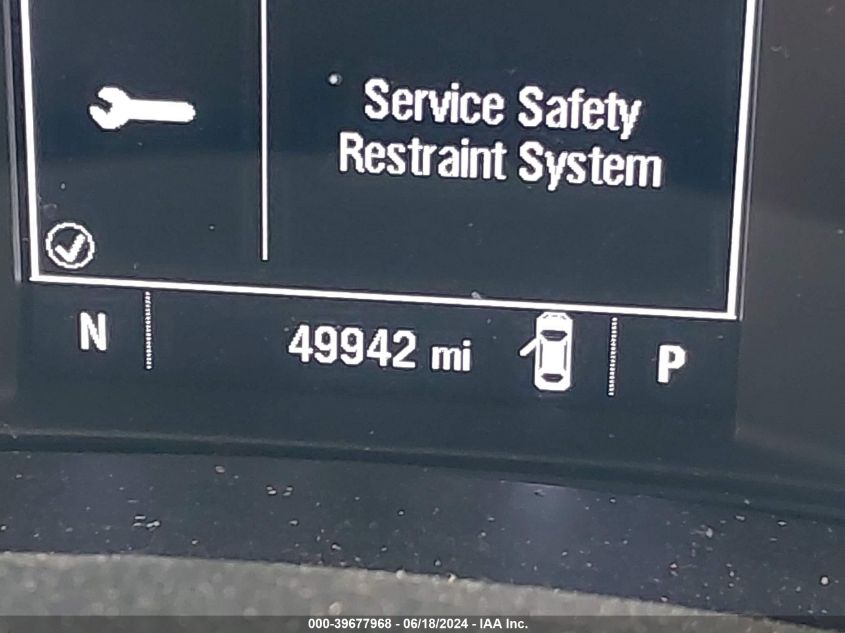 Service Safety
Restraint System
N 49942 mi P
000-39677968 - 06/18/2024 - IAA Inc.